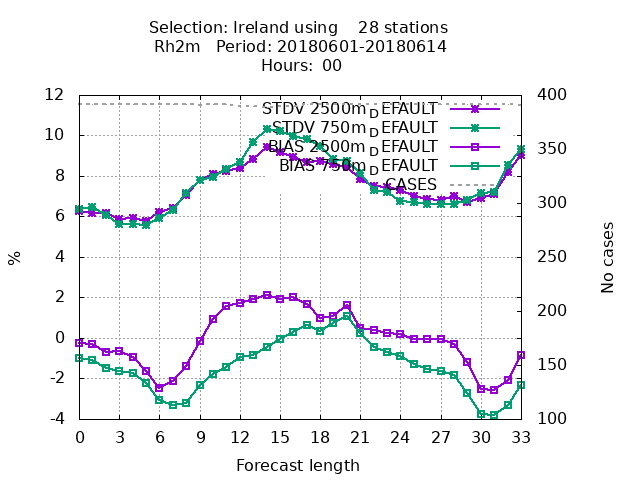 Selection: Ireland using    28 stations
Rh2m   Period: 20180601-20180614
Hours: 00
12
10
8
6
4
2
0
-2
-4
%
STDV 2500m_DEFAULT
STDV 750m_DEFAULT
BIAS 2500m_DEFAULT
BIAS 750m_DEFAULT
CASES
400
350
300
250
200
150
100
No cases
0 3 6 9 12 15 18 21 24 27 30 33
Forecast length